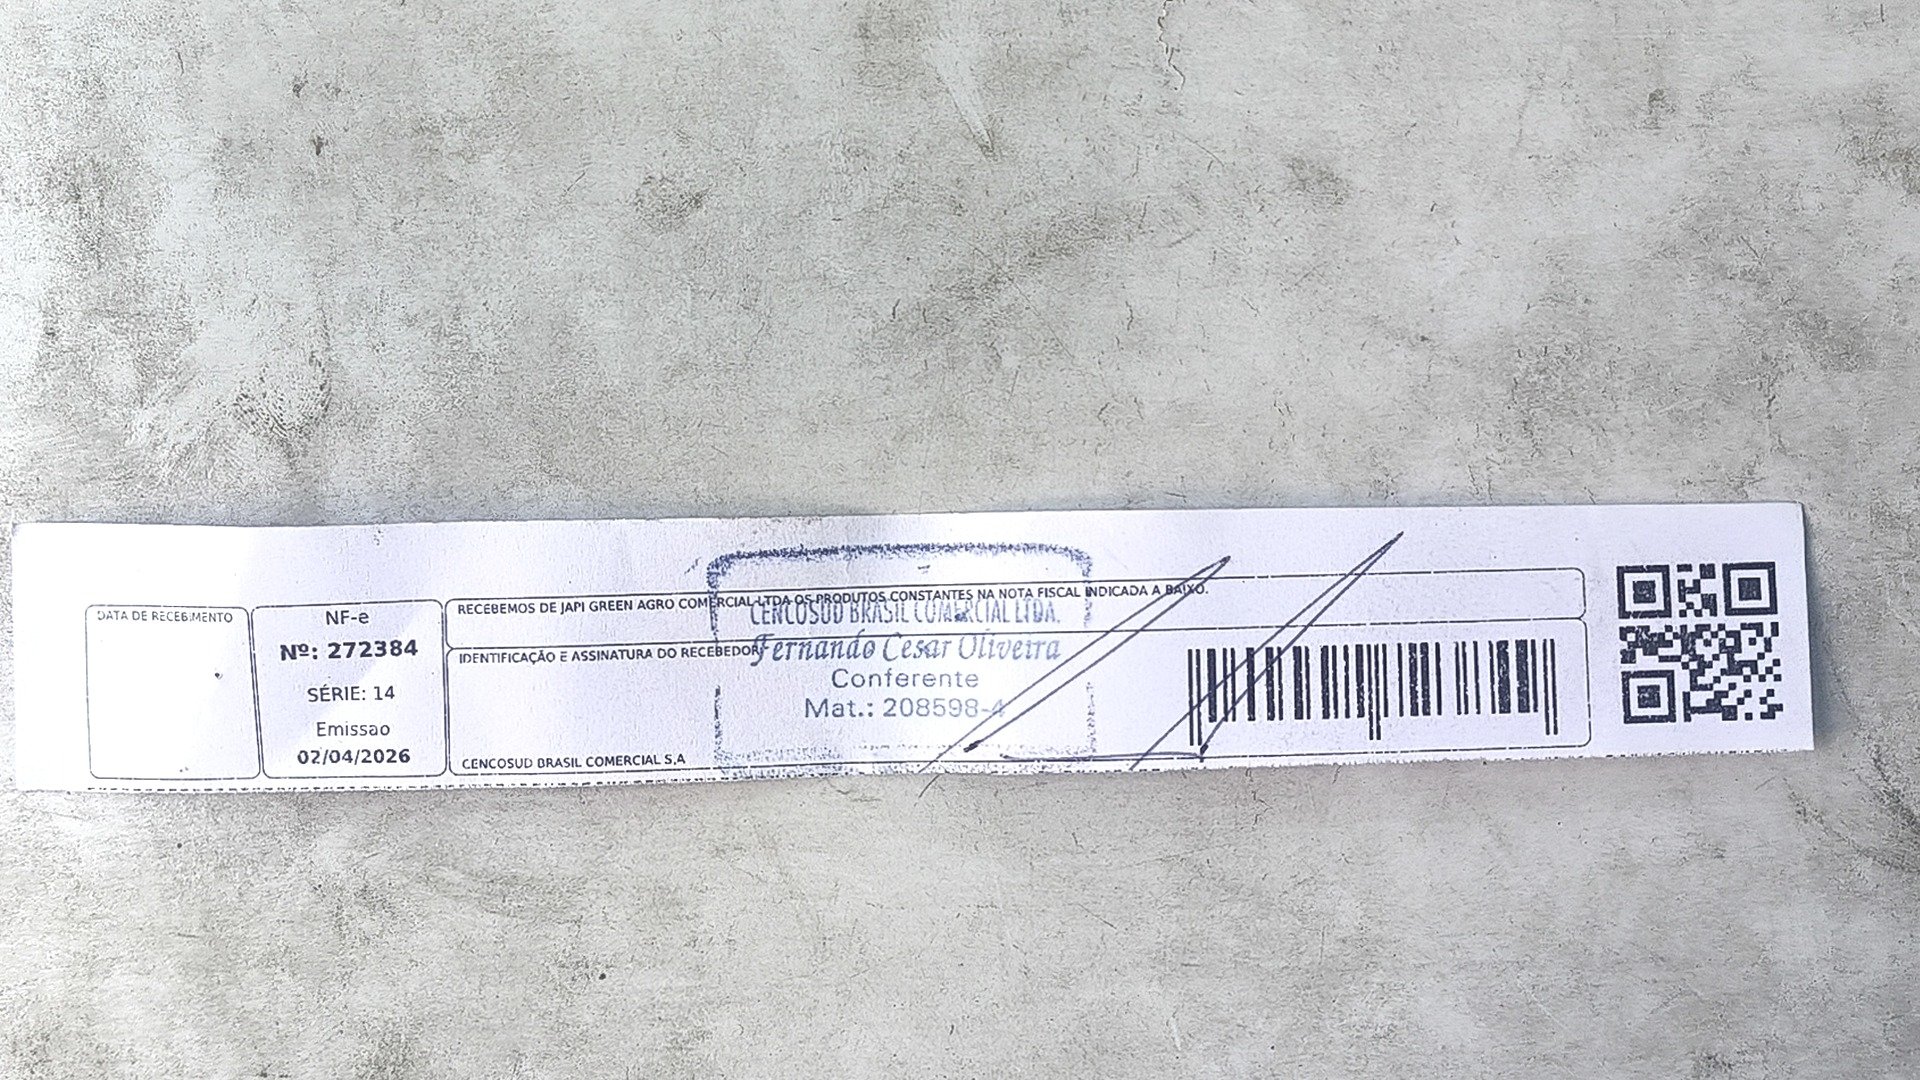 DATA DE RECEBIMENTO
NF-e
Nº: 272384
SÉRIE: 14
Emissao
02/04/2026
RECEBEMOS DE JAPI GREEN AGRO COMERCIAL LTDA OS PRODUTOS CONSTANTES NA NOTA FISCAL INDICADA A BAIXO.
IDENTIFICAÇÃO E ASSINATURA DO RECEBEDOR
CENCOSUD BRASIL COMERCIAL LTDA.
Fernando Cesar Oliveira
Conferente
Mat.: 208598-4
CENCOSUD BRASIL COMERCIAL S.A